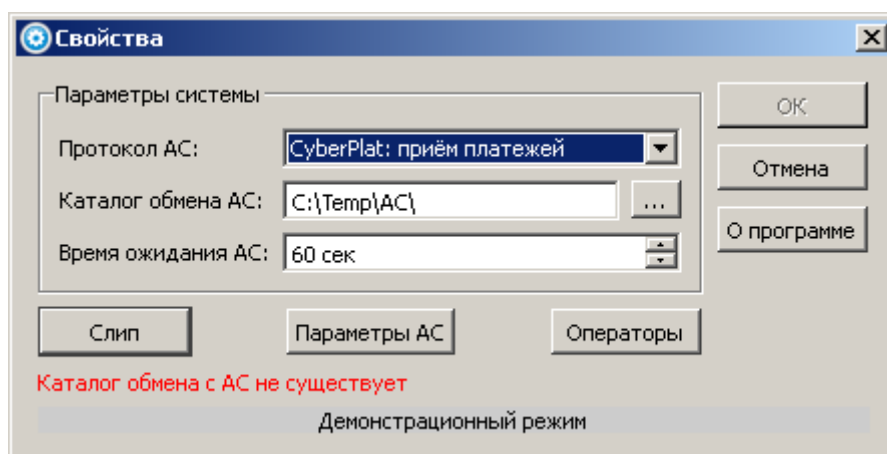 Свойства
Параметры системы
Протокол АС: CyberPlat: приём платежей
Каталог обмена АС: C:\Temp\AC\ ...
Время ожидания АС: 60 сек
ОК
Отмена
О программе
Слип Параметры АС Операторы
Каталог обмена с АС не существует
Демонстрационный режим